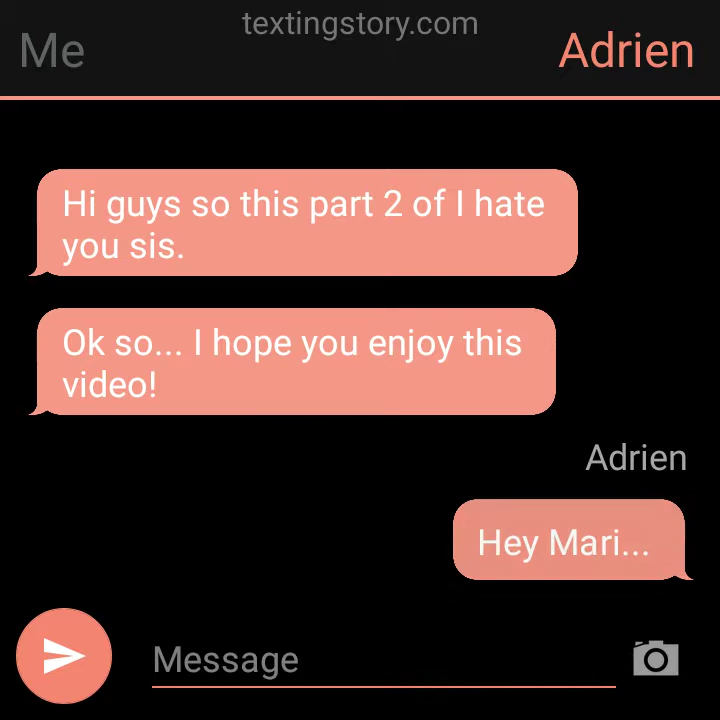 textingstory.com
Me
Adrien
Hi guys so this part 2 of I hate
you sis.
Ok so... I hope you enjoy this
video!
Adrien
Hey Mari...
Message